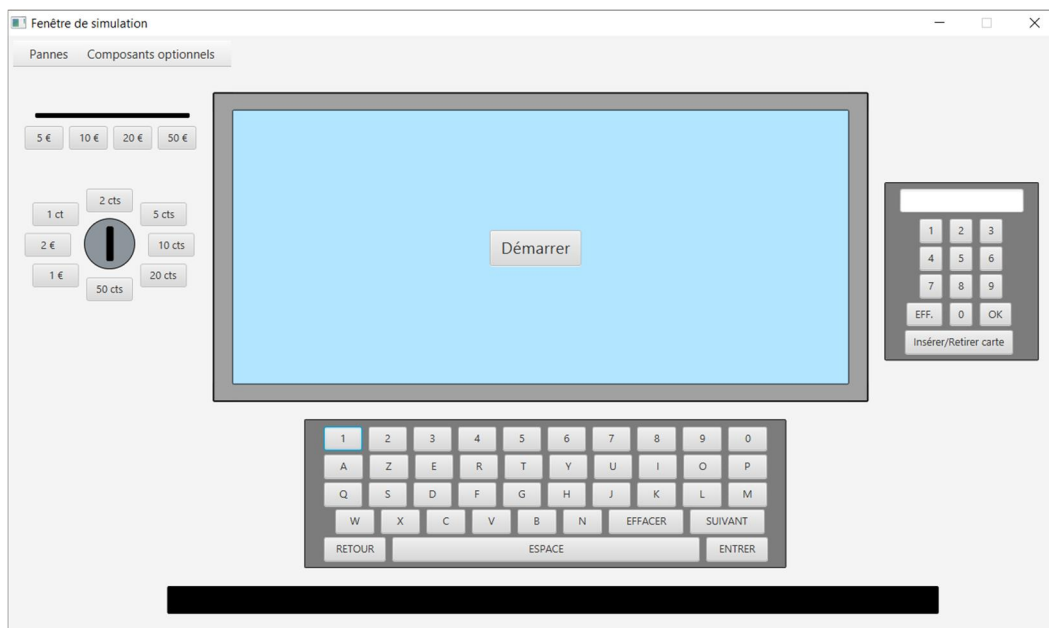 Fenêtre de simulation
Pannes Composants optionnels
5 € 10 € 20 € 50 €
2 cts
1 ct 5 cts
2 € 10 cts
1 € 20 cts
50 cts
Démarrer
1 2 3
4 5 6
7 8 9
EFF. 0 OK
Insérer/Retirer carte
1 2 3 4 5 6 7 8 9 0
A Z E R T Y U I O P
Q S D F G H J K L M
W X C V B N EFFACER SUIVANT
RETOUR ESPACE ENTRER